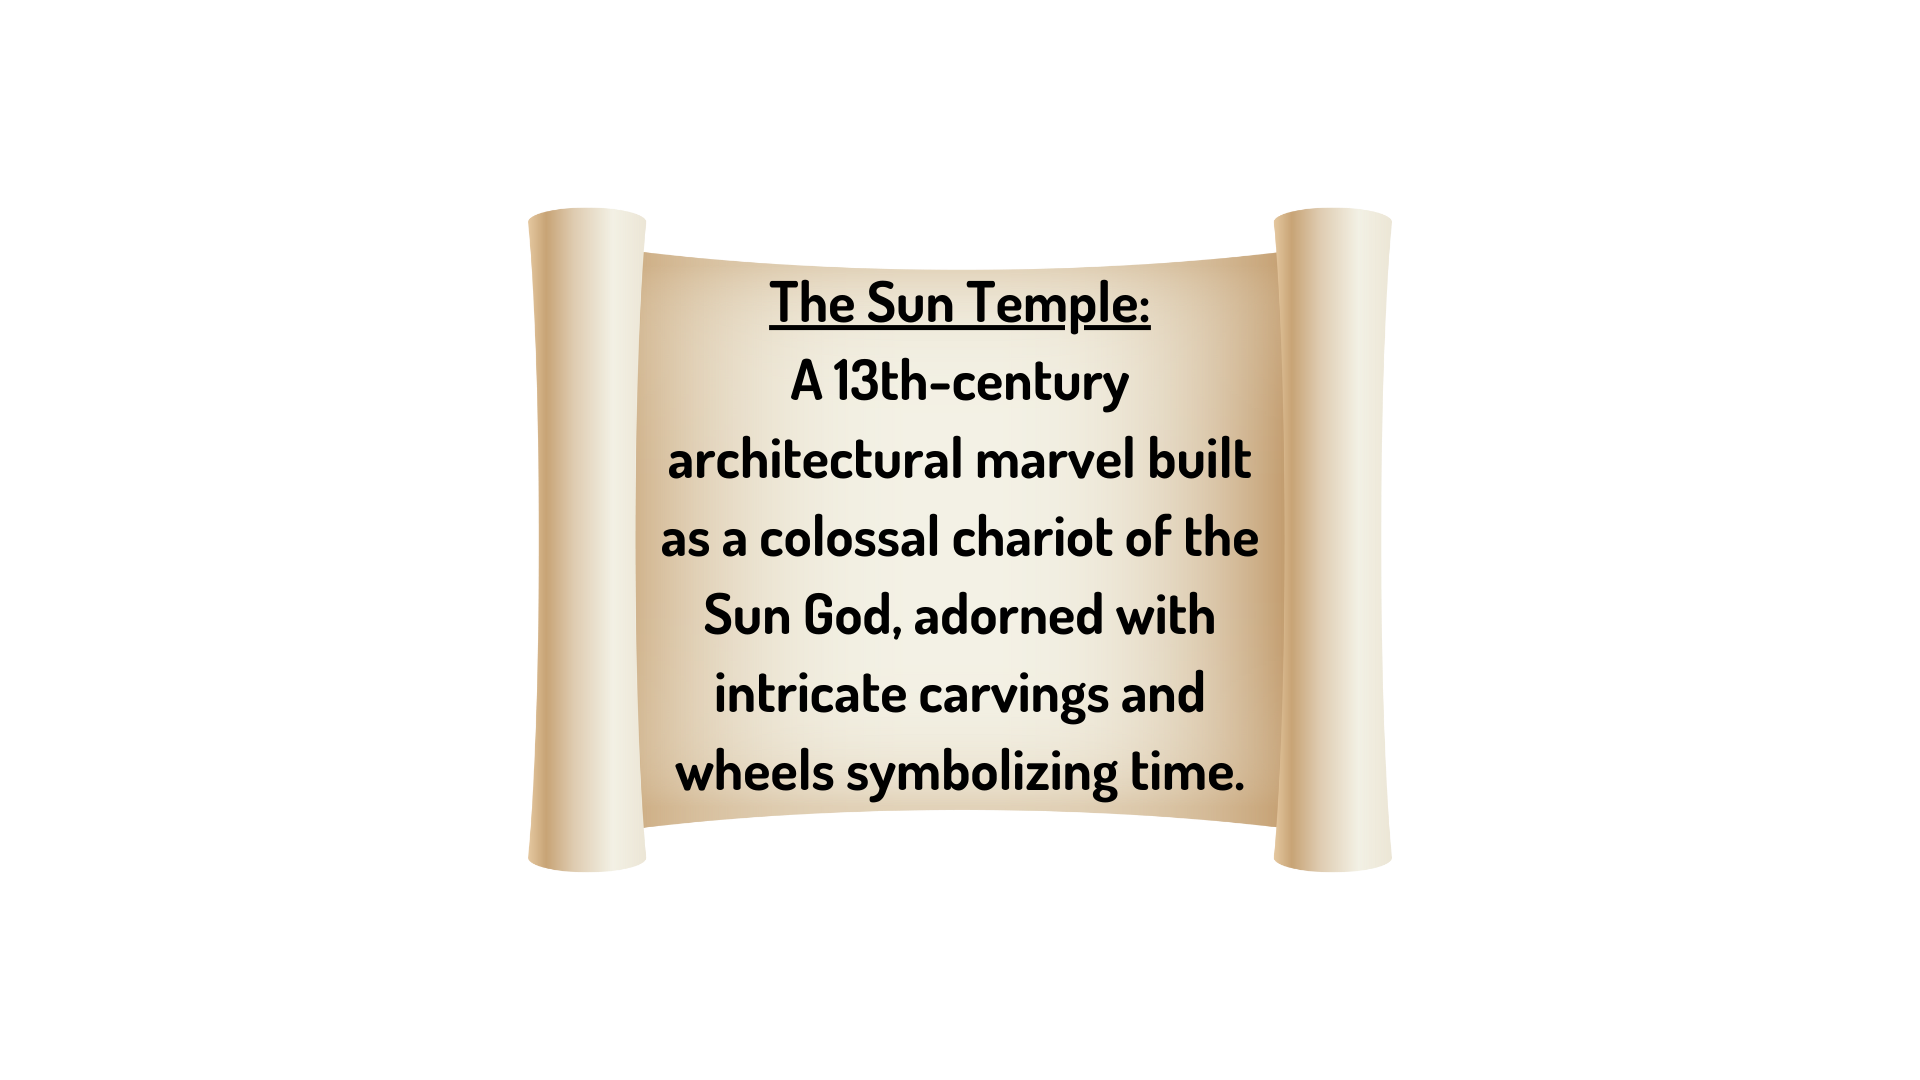 The Sun Temple:
A 13th-century
architectural marvel built
as a colossal chariot of the
Sun God, adorned with
intricate carvings and
wheels symbolizing time.